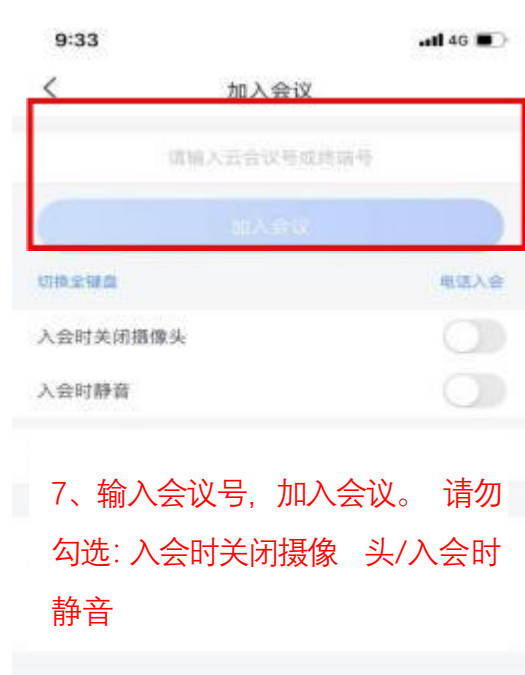 9:33 4G
加入会议
请输入云会议号或终端号
加入会议
切换全键盘 电话入会
入会时关闭摄像头
入会时静音
7、输入会议号，加入会议。 请勿
勾选：入会时关闭摄像 头/入会时
静音